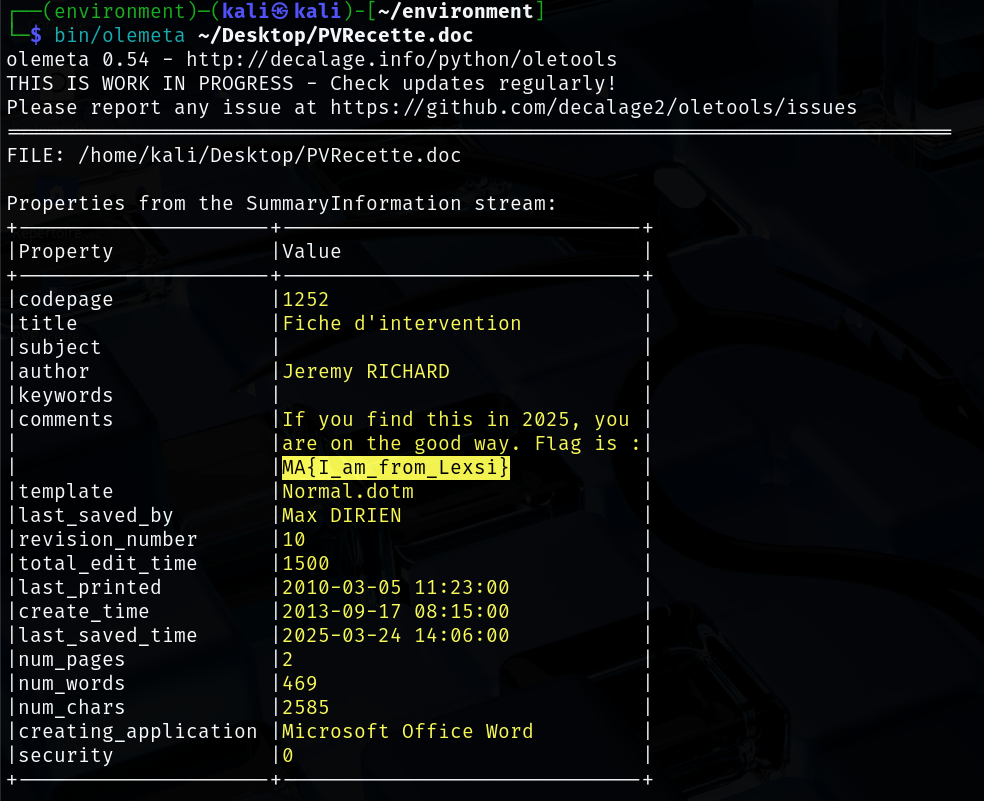 ┌──(environment)─(kali㉿kali)-[~/environment]
└─$ bin/olemeta ~/Desktop/PVRecette.doc
olemeta 0.54 - http://decalage.info/python/oletools
THIS IS WORK IN PROGRESS - Check updates regularly!
Please report any issue at https://github.com/decalage2/oletools/issues
===============================================================================
FILE: /home/kali/Desktop/PVRecette.doc

Properties from the SummaryInformation stream:
+---------------------+------------------------------+
|Property             |Value                         |
+---------------------+------------------------------+
|codepage             |1252                          |
|title                |Fiche d'intervention          |
|subject              |                              |
|author               |Jeremy RICHARD                |
|keywords             |                              |
|comments             |If you find this in 2025, you |
|                     |are on the good way. Flag is :|
|                     |MA{I_am_from_Lexsi}           |
|template             |Normal.dotm                   |
|last_saved_by        |Max DIRIEN                    |
|revision_number      |10                            |
|total_edit_time      |1500                          |
|last_printed         |2010-03-05 11:23:00           |
|create_time          |2013-09-17 08:15:00           |
|last_saved_time      |2025-03-24 14:06:00           |
|num_pages            |2                             |
|num_words            |469                           |
|num_chars            |2585                          |
|creating_application |Microsoft Office Word         |
|security             |0                             |
+---------------------+------------------------------+